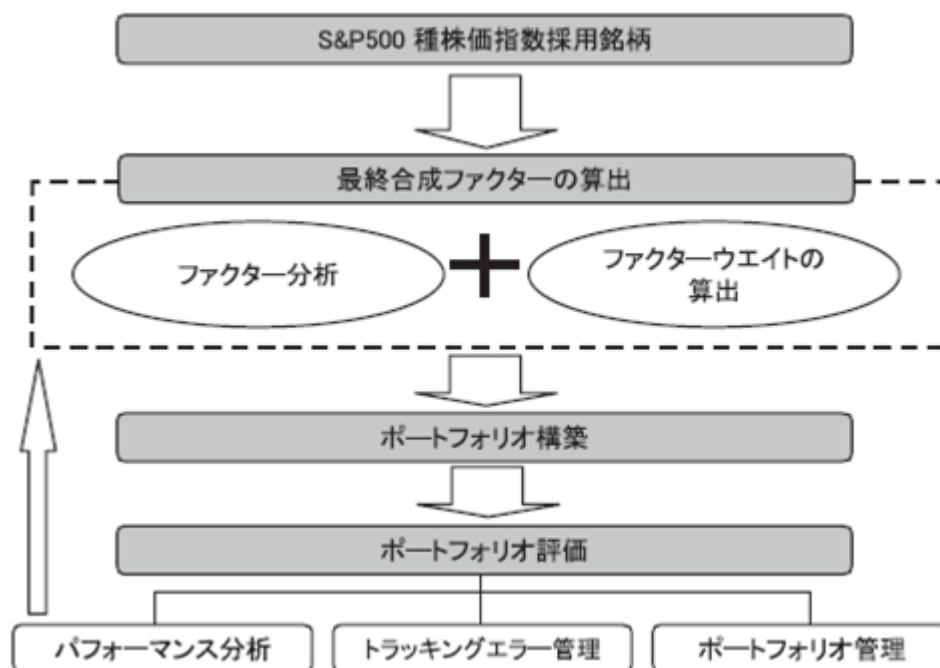 S&P500 種株価指数採用銘柄
最終合成ファクターの算出
ファクター分析
ファクターウエイトの
算出
ポートフォリオ構築
ポートフォリオ評価
パフォーマンス分析
トラッキングエラー管理
ポートフォリオ管理